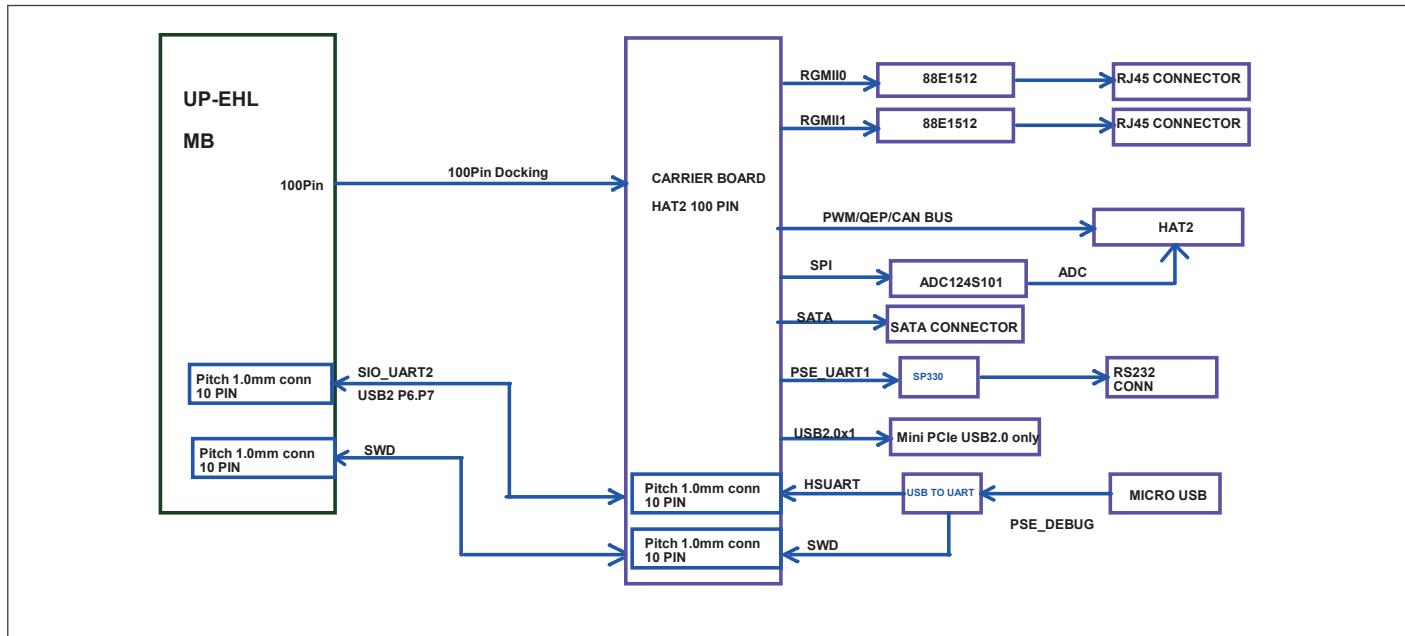 UP-EHL
MB
100Pin
100Pin Docking
Pitch 1.0mm conn
10 PIN
SIO_UART2
USB2 P6.P7
Pitch 1.0mm conn
10 PIN
SWD
CARRIER BOARD
HAT2 100 PIN
Pitch 1.0mm conn
10 PIN
Pitch 1.0mm conn
10 PIN
RGMII0
88E1512
RJ45 CONNECTOR
RGMII1
88E1512
RJ45 CONNECTOR
PWM/QEP/CAN BUS
HAT2
SPI
ADC124S101
ADC
SATA
SATA CONNECTOR
PSE_UART1
SP330
RS232
CONN
USB2.0x1
Mini PCIe USB2.0 only
HSUART
USB TO UART
MICRO USB
PSE_DEBUG
SWD